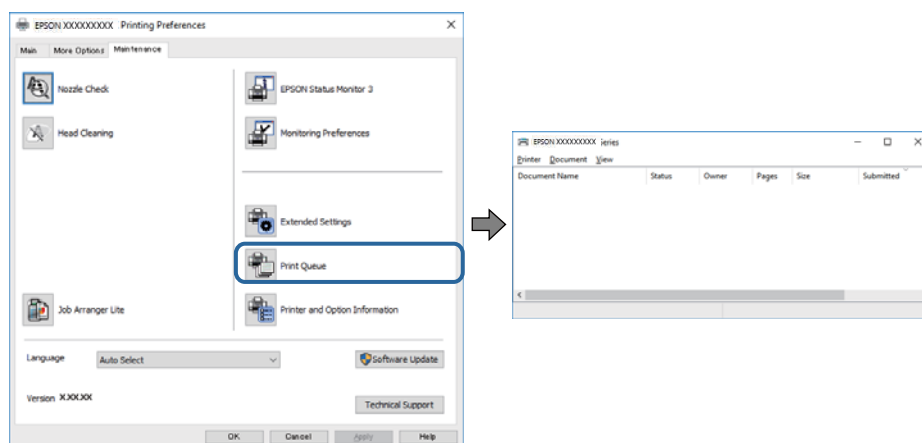 EPSON XXXXXXXXX Printing Preferences
Main More Options Maintenance
Nozzle Check
Head Cleaning
Job Arranger Lite
EPSON Status Monitor 3
Monitoring Preferences
Extended Settings
Print Queue
Printer and Option Information
Language Auto Select Software Update
Version X.XX.XX
Technical Support
OK Cancel Apply Help
EPSON XXXXXXXXX Series
Printer Document View
Document Name Status Owner Pages Size Submitted